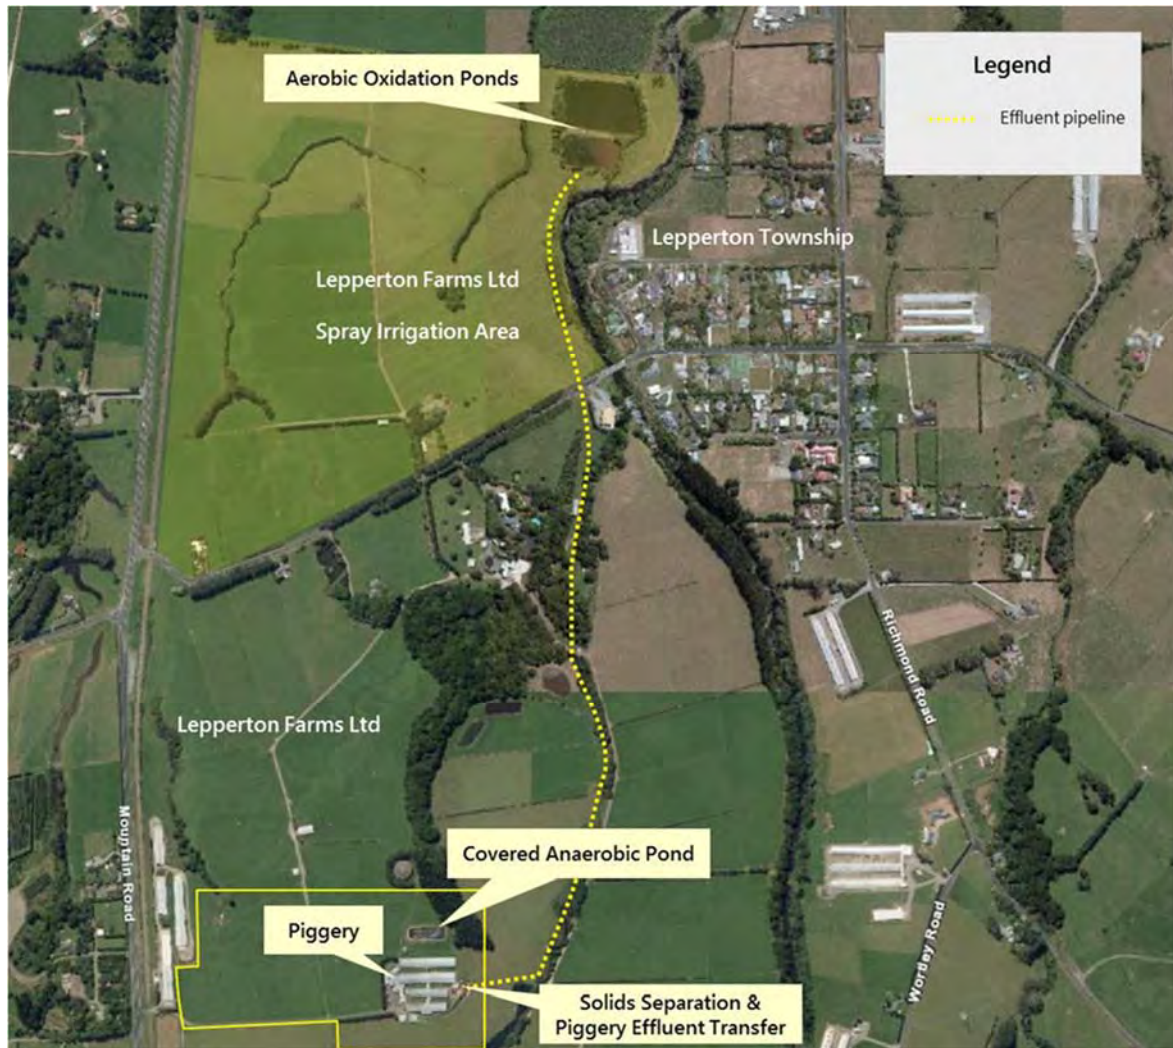 Aerobic Oxidation Ponds
Legend
Effluent pipeline
Lepperton Township
Lepperton Farms Ltd
Spray Irrigation Area
Richmond Road
Lepperton Farms Ltd
Mountain Road
Covered Anaerobic Pond
Piggery
Wortley Road
Solids Separation &
Piggery Effluent Transfer